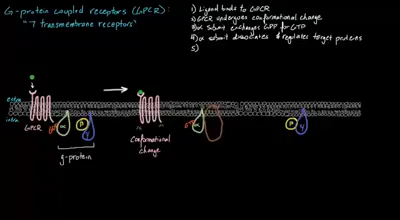 G-protein coupled receptors (GPCR):
"7 transmembrane receptors"
1) Ligand binds to GPCR
2) GPCR undergoes conformational change
3) α subunit exchanges GDP for GTP
4) α subunit dissociates & regulates target proteins
5)
extra
intra
GPCR
α
β
γ
g-protein
conformational
change
α
β
γ